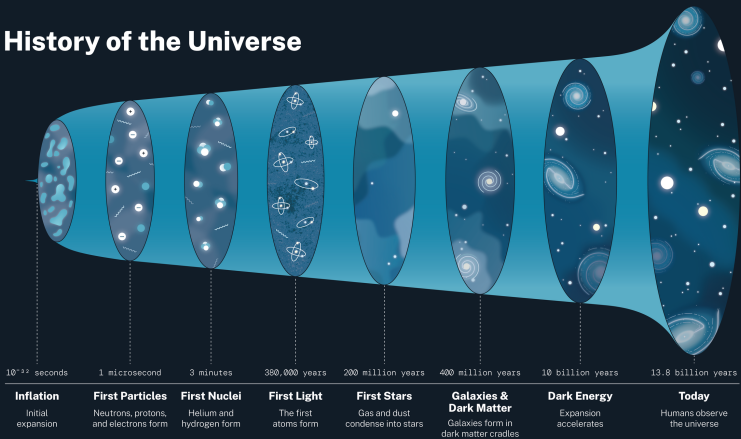 History of the Universe
10⁻³² seconds
1 microsecond
3 minutes
380,000 years
200 million years
400 million years
10 billion years
13.8 billion years
Inflation
First Particles
First Nuclei
First Light
First Stars
Galaxies &
Dark Matter
Dark Energy
Today
Initial
expansion
Neutrons, protons,
and electrons form
Helium and
hydrogen form
The first
atoms form
Gas and dust
condense into stars
Galaxies form in
dark matter cradles
Expansion
accelerates
Humans observe
the universe